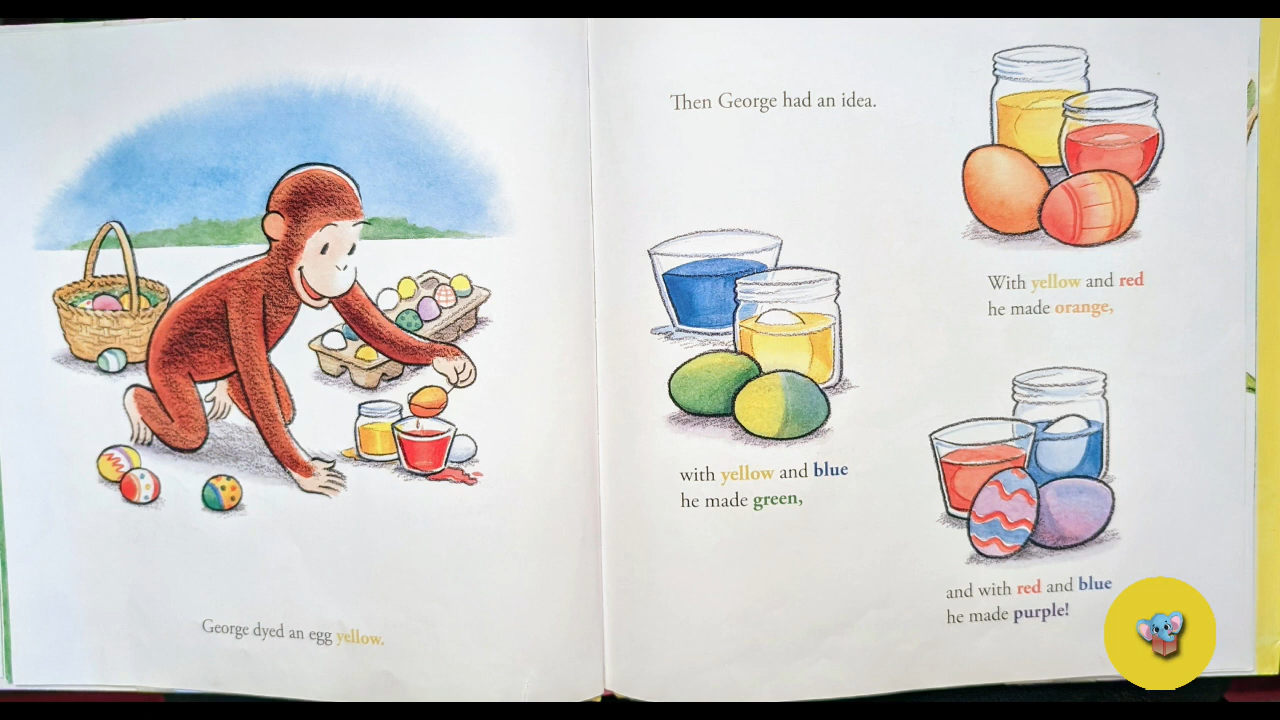 George dyed an egg yellow.
Then George had an idea.
With yellow and red
he made orange,
with yellow and blue
he made green,
and with red and blue
he made purple!